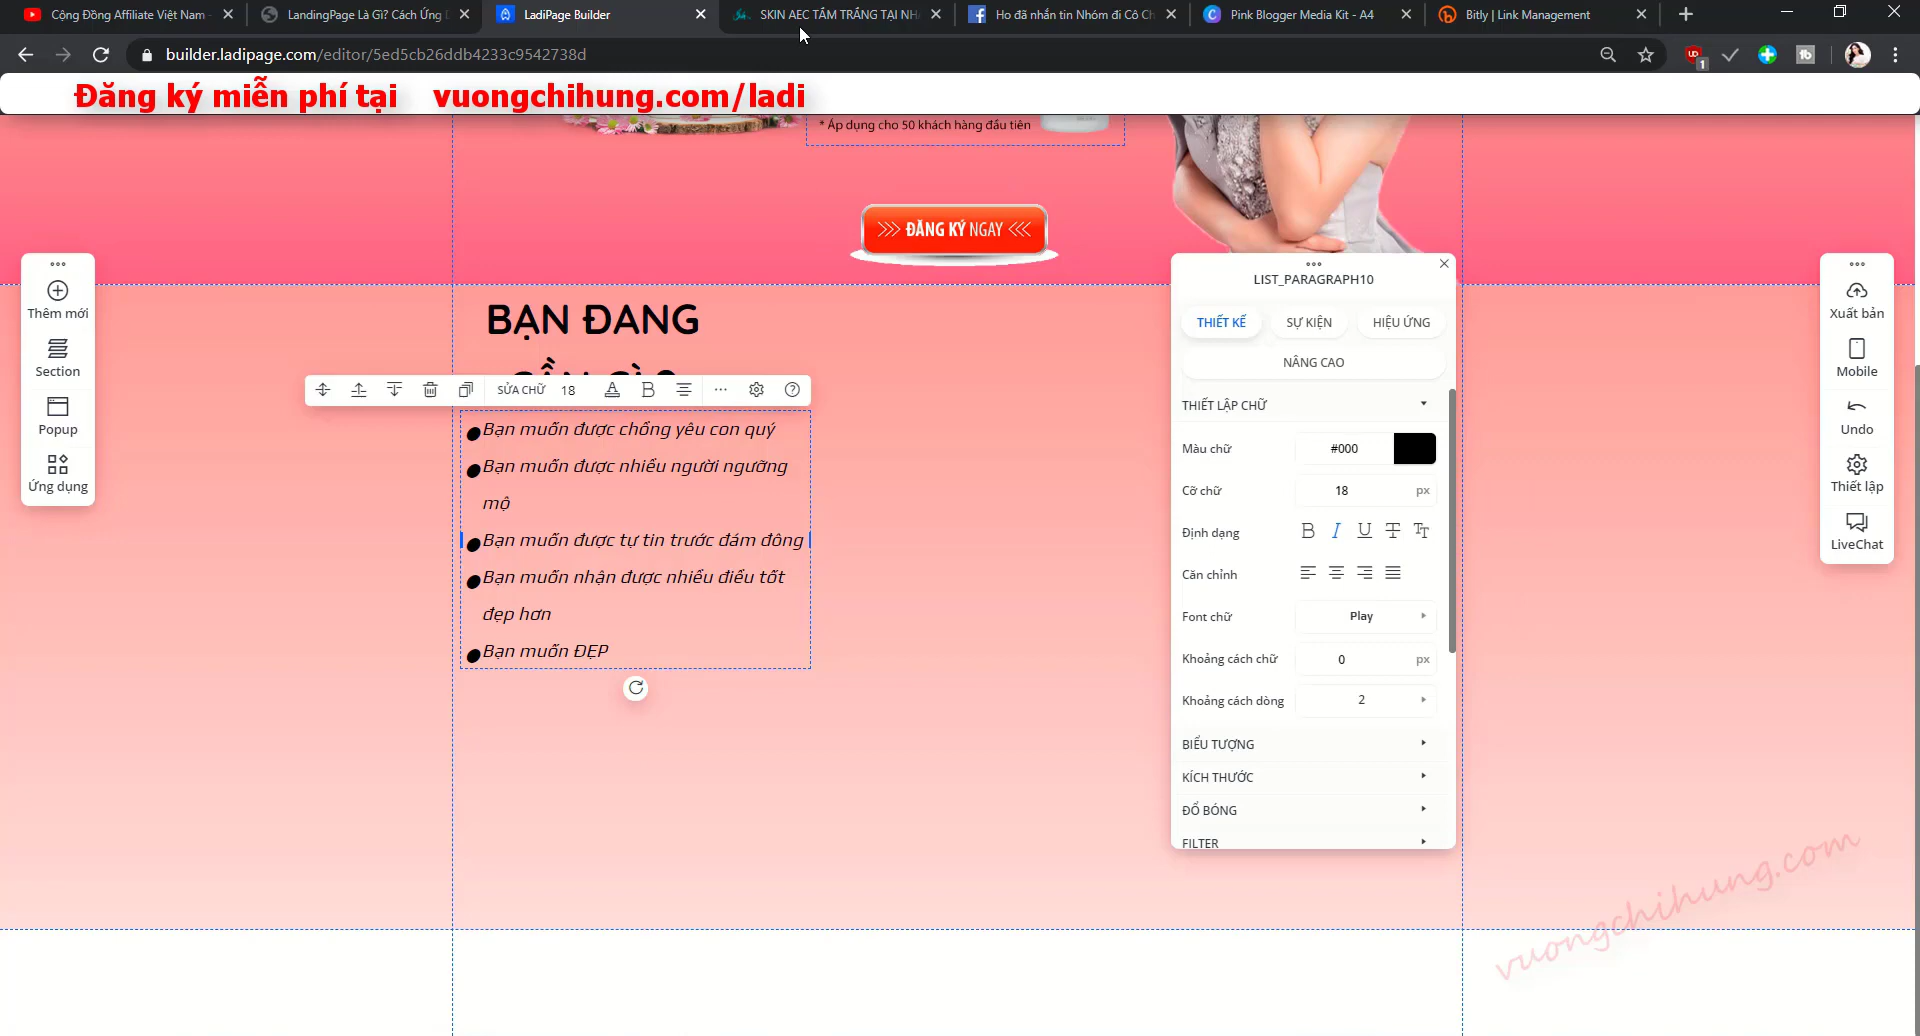 Cộng Đồng Affiliate Việt Nam -
LandingPage Là Gì? Cách Ứng D
LadiPage Builder
SKIN AEC TẮM TRẮNG TẠI NHÀ
Ho đã nhắn tin Nhóm đi Cô Ch
Pink Blogger Media Kit - A4
Bitly | Link Management
builder.ladipage.com/editor/5ed5cb26ddb4233c9542738d
1
Đăng ký miễn phí tại vuongchihung.com/ladi
* Áp dụng cho 50 khách hàng đầu tiên
ĐĂNG KÝ NGAY
Thêm mới
Section
Popup
Ứng dụng
BẠN ĐANG
SỬA CHỮ 18
Bạn muốn được chồng yêu con quý
Bạn muốn được nhiều người ngưỡng
mộ
Bạn muốn được tự tin trước đám đông
Bạn muốn nhận được nhiều điều tốt
đẹp hơn
Bạn muốn ĐẸP
LIST_PARAGRAPH10
THIẾT KẾ
SỰ KIỆN
HIỆU ỨNG
NÂNG CAO
THIẾT LẬP CHỮ
Màu chữ #000
Cỡ chữ 18 px
Định dạng
Căn chỉnh
Font chữ Play
Khoảng cách chữ 0 px
Khoảng cách dòng 2
BIỂU TƯỢNG
KÍCH THƯỚC
ĐỔ BÓNG
FILTER
Xuất bản
Mobile
Undo
Thiết lập
LiveChat
vuongchihung.com